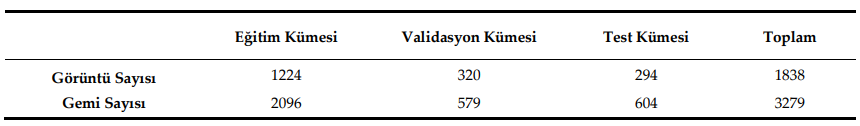 Eğitim Kümesi Validasyon Kümesi Test Kümesi Toplam
Görüntü Sayısı 1224 320 294 1838
Gemi Sayısı 2096 579 604 3279